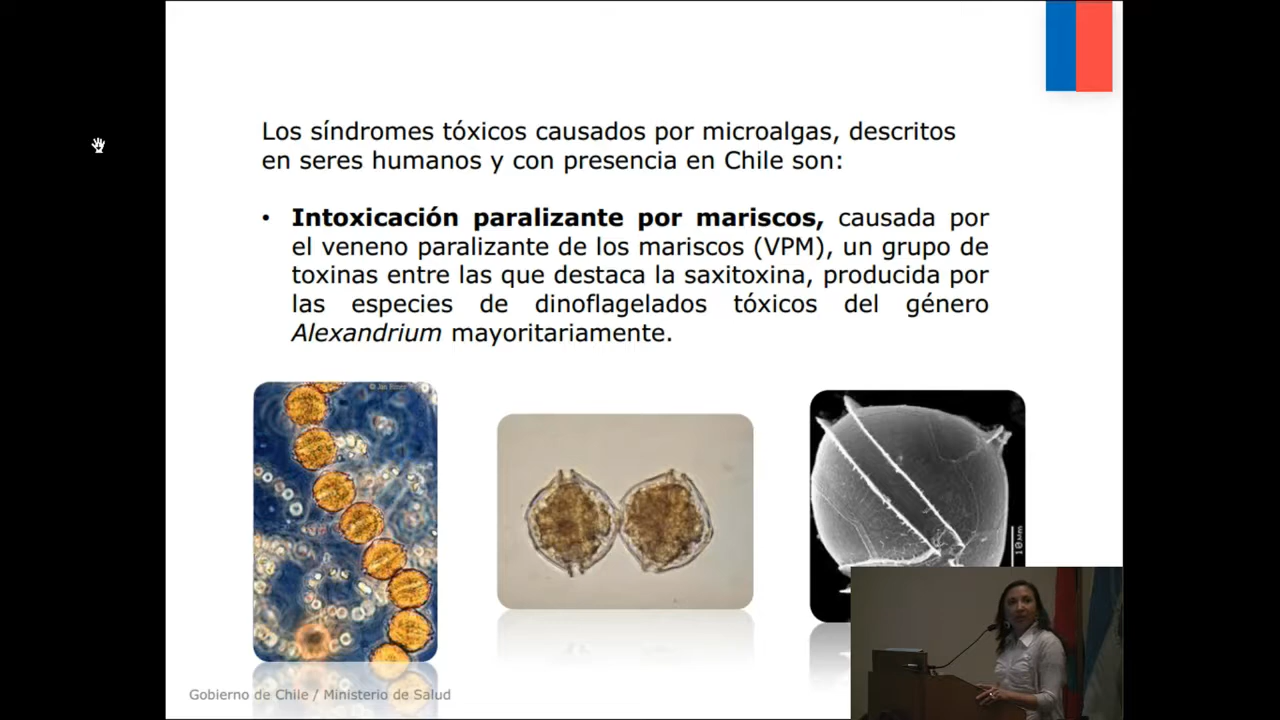 Los síndromes tóxicos causados por microalgas, descritos
en seres humanos y con presencia en Chile son:
• Intoxicación paralizante por mariscos, causada por
el veneno paralizante de los mariscos (VPM), un grupo de
toxinas entre las que destaca la saxitoxina, producida por
las especies de dinoflagelados tóxicos del género
Alexandrium mayoritariamente.
10 µm
Gobierno de Chile / Ministerio de Salud